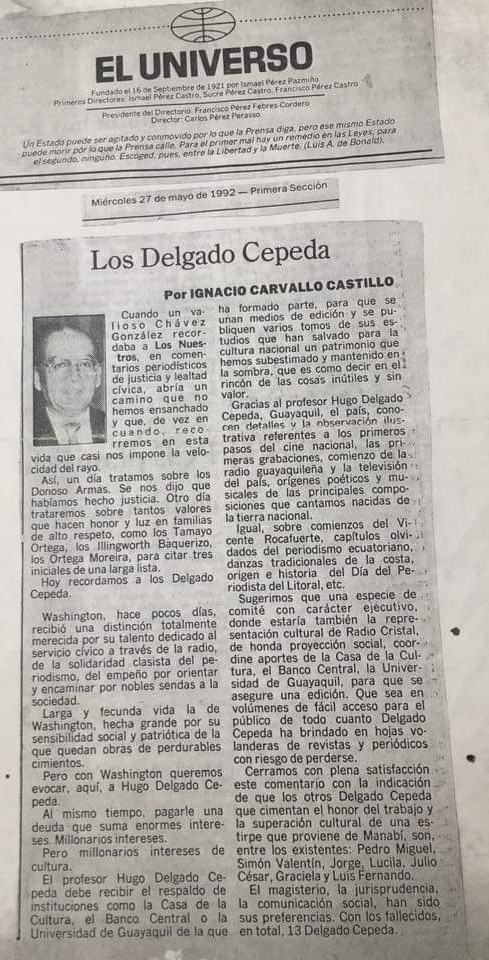 EL UNIVERSO
Fundado el 16 de Septiembre de 1921 por Ismael Pérez Pazmiño
Primeros Directores: Ismael Pérez Castro, Sucre Pérez Castro, Francisco Pérez Castro
Presidente del Directorio: Francisco Pérez Febres-Cordero
Director: Carlos Pérez Perasso
Un Estado puede ser agitado y conmovido por lo que la Prensa diga, pero ese mismo Estado
puede morir por lo que la Prensa calle. Para el primer mal hay un remedio en las Leyes; para
el segundo, ninguno. Escoged, pues, entre la Libertad y la Muerte. (Luis A. de Bonald).
Miércoles 27 de mayo de 1992 — Primera Sección
Los Delgado Cepeda
Por IGNACIO CARVALLO CASTILLO
Cuando un va-
lioso Chávez
González recor-
daba a Los Nues-
tros, en comen-
tarios periodísticos
de justicia y lealtad
cívica, abría un
camino que no
hemos ensanchado
y que, de vez en
cuando, reco-
rremos en esta
vida que casi nos impone la velo-
cidad del rayo.
Así, un día tratamos sobre los
Donoso Armas. Se nos dijo que
habíamos hecho justicia. Otro día
trataremos sobre tantos valores
que hacen honor y luz en familias
de alto respeto, como los Tamayo
Ortega, los Illingworth Baquerizo,
los Ortega Moreira, para citar tres
iniciales de una larga lista.
Hoy recordamos a los Delgado
Cepeda.
Washington, hace pocos días,
recibió una distinción totalmente
merecida por su talento dedicado al
servicio cívico a través de la radio,
de la solidaridad clasista del pe-
riodismo, del empeño por orientar
y encaminar por nobles sendas a la
sociedad.
Larga y fecunda vida la de
Washington, hecha grande por su
sensibilidad social y patriótica de la
que quedan obras de perdurables
cimientos.
Pero con Washington queremos
evocar, aquí, a Hugo Delgado Ce-
peda.
Al mismo tiempo, pagarle una
deuda que suma enormes intere-
ses. Millonarios intereses.
Pero millonarios intereses de
cultura.
El profesor Hugo Delgado Ce-
peda debe recibir el respaldo de
instituciones como la Casa de la
Cultura, el Banco Central o la
Universidad de Guayaquil de la que
ha formado parte, para que se
unan medios de edición y se pu-
bliquen varios tomos de sus es-
tudios que han salvado para la
cultura nacional un patrimonio que
hemos subestimado y mantenido en
la sombra, que es como decir en el
rincón de las cosas inútiles y sin
valor.
Gracias al profesor Hugo Delgado
Cepeda, Guayaquil, el país, cono-
cen detalles y la observación ilus-
trativa referentes a los primeros
pasos del cine nacional, las pri-
meras grabaciones, comienzo de la
radio guayaquileña y la televisión
del país, orígenes poéticos y mu-
sicales de las principales compo-
siciones que cantamos nacidas de
la tierra nacional.
Igual, sobre comienzos del Vi-
cente Rocafuerte, capítulos olvi-
dados del periodismo ecuatoriano,
danzas tradicionales de la costa,
origen e historia del Día del Pe-
riodista del Litoral, etc.
Sugerimos que una especie de
comité con carácter ejecutivo,
donde estaría también la repre-
sentación cultural de Radio Cristal,
de honda proyección social, coor-
dine aportes de la Casa de la Cul-
tura, el Banco Central, la Univer-
sidad de Guayaquil, para que se
asegure una edición. Que sea en
volúmenes de fácil acceso para el
público de todo cuanto Delgado
Cepeda ha brindado en hojas vo-
landeras de revistas y periódicos
con riesgo de perderse.
Cerramos con plena satisfacción
este comentario con la indicación
de que los otros Delgado Cepeda
que cimentan el honor del trabajo y
la superación cultural de una es-
tirpe que proviene de Manabí, son,
entre los existentes: Pedro Miguel,
Simón Valentín, Jorge, Lucila, Julio
César, Graciela y Luis Fernando.
El magisterio, la jurisprudencia,
la comunicación social, han sido
sus preferencias. Con los fallecidos,
en total, 13 Delgado Cepeda.